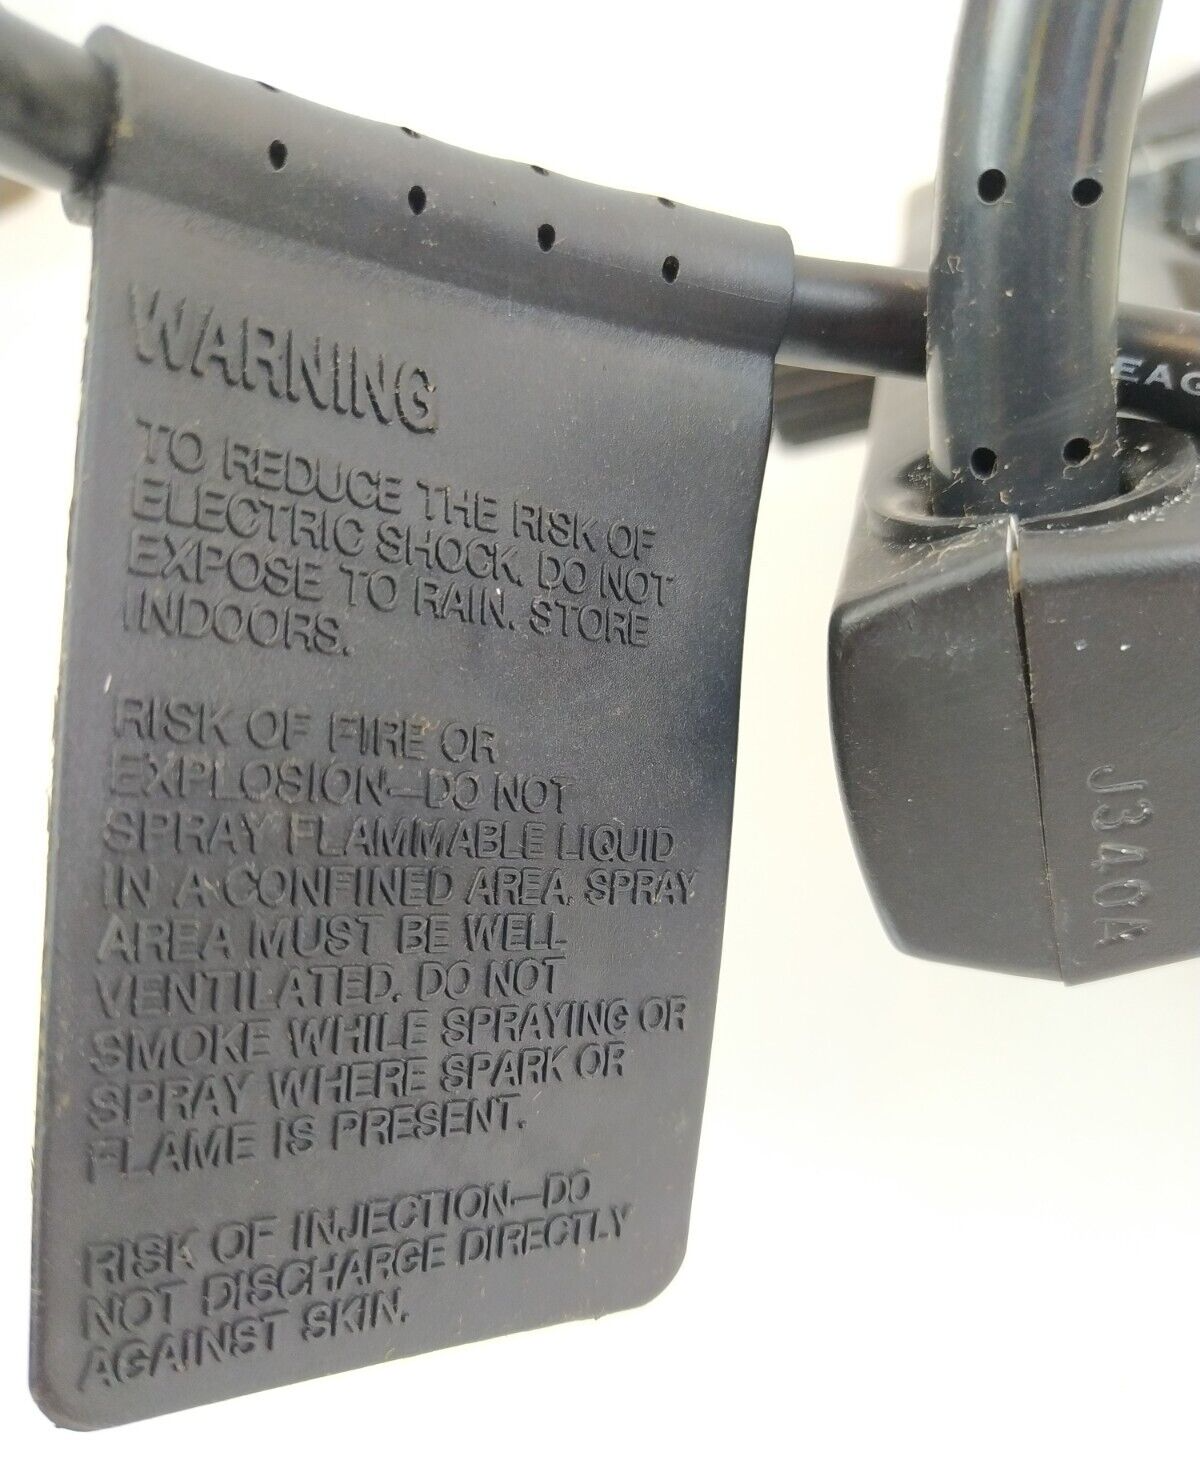 WARNING
TO REDUCE THE RISK OF
ELECTRIC SHOCK, DO NOT
EXPOSE TO RAIN. STORE
INDOORS.
RISK OF FIRE OR
EXPLOSION—DO NOT
SPRAY FLAMMABLE LIQUID
IN A CONFINED AREA. SPRAY
AREA MUST BE WELL
VENTILATED. DO NOT
SMOKE WHILE SPRAYING OR
SPRAY WHERE SPARK OR
FLAME IS PRESENT.
RISK OF INJECTION—DO
NOT DISCHARGE DIRECTLY
AGAINST SKIN.
EAG
J340A